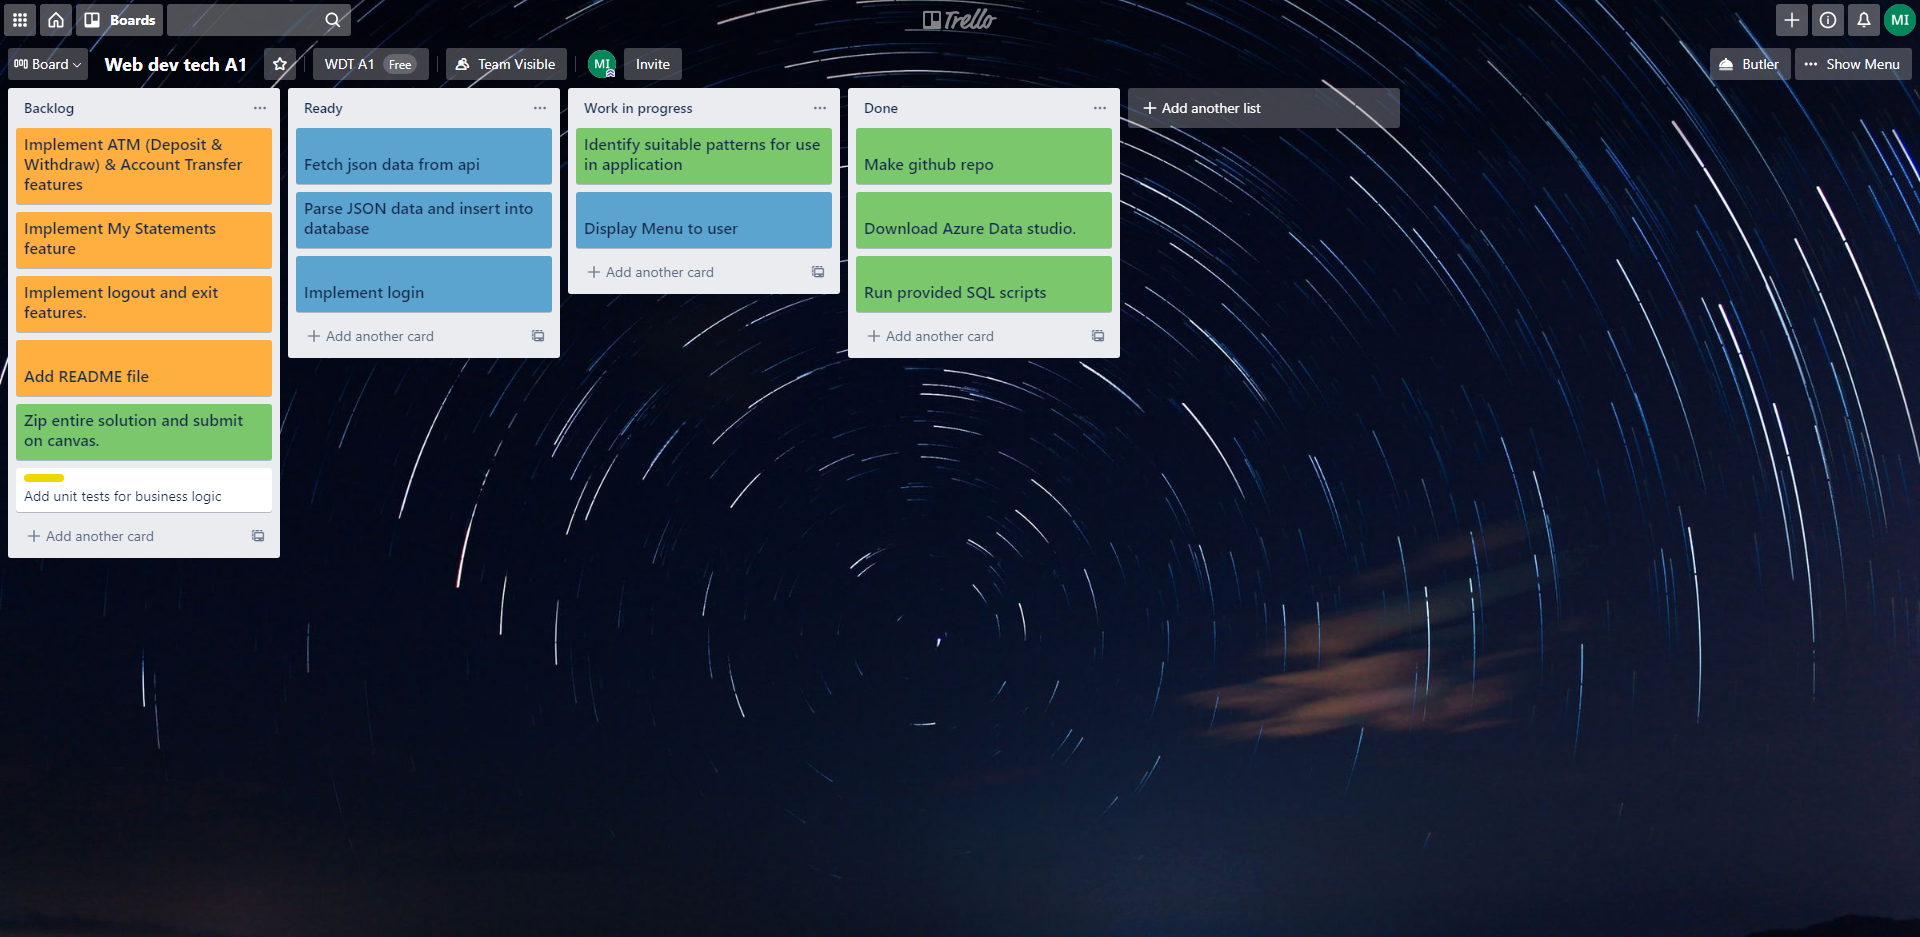 Boards
Trello
MI
Board
Web dev tech A1
WDT A1 Free
Team Visible
MI
Invite
Butler
Show Menu
Backlog
Implement ATM (Deposit &
Withdraw) & Account Transfer
features
Implement My Statements
feature
Implement logout and exit
features.
Add README file
Zip entire solution and submit
on canvas.
Add unit tests for business logic
Add another card
Ready
Fetch json data from api
Parse JSON data and insert into
database
Implement login
Add another card
Work in progress
Identify suitable patterns for use
in application
Display Menu to user
Add another card
Done
Make github repo
Download Azure Data studio.
Run provided SQL scripts
Add another card
Add another list